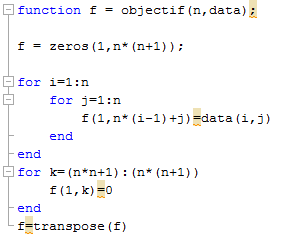 function f = objectif(n,data);
f = zeros(1,n*(n+1));
for i=1:n
for j=1:n
f(1,n*(i-1)+j)=data(i,j)
end
end
for k=(n*n+1):(n*(n+1))
f(1,k)=0
end
f=transpose(f)